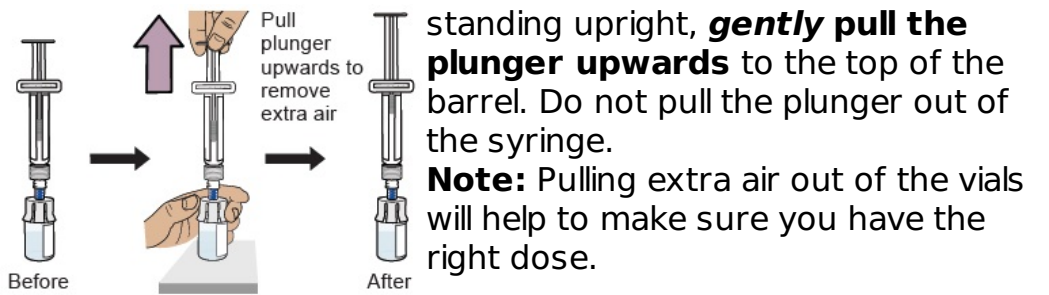 Pull
plunger
upwards to
remove
extra air
Before
After
standing upright, gently pull the
plunger upwards to the top of the
barrel. Do not pull the plunger out of
the syringe.
Note: Pulling extra air out of the vials
will help to make sure you have the
right dose.